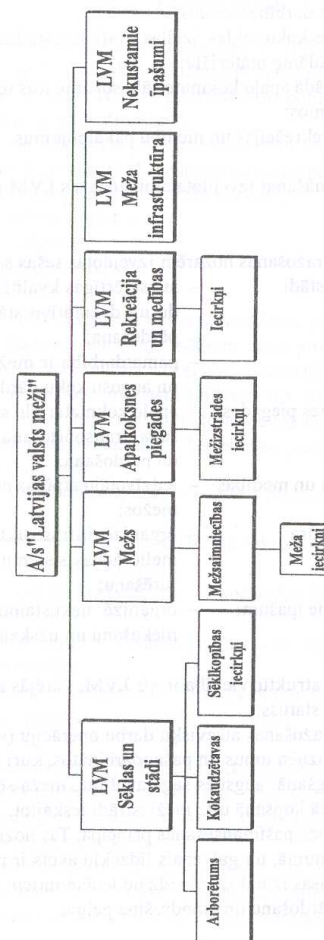 A/s "Latvijas valsts meži"
LVM
Sēklas un
stādi
LVM
Mežs
LVM
Apaļkoksnes
piegādes
LVM
Rekreācija
un medības
LVM
Meža
infrastruktūra
LVM
Nekustamie
īpašumi
Arborētums
Kokaudzētavas
Sēklkopības
iecirkņi
Mežsaimniecības
Mežizstrādes
iecirkņi
Iecirkņi
Meža
iecirkņi